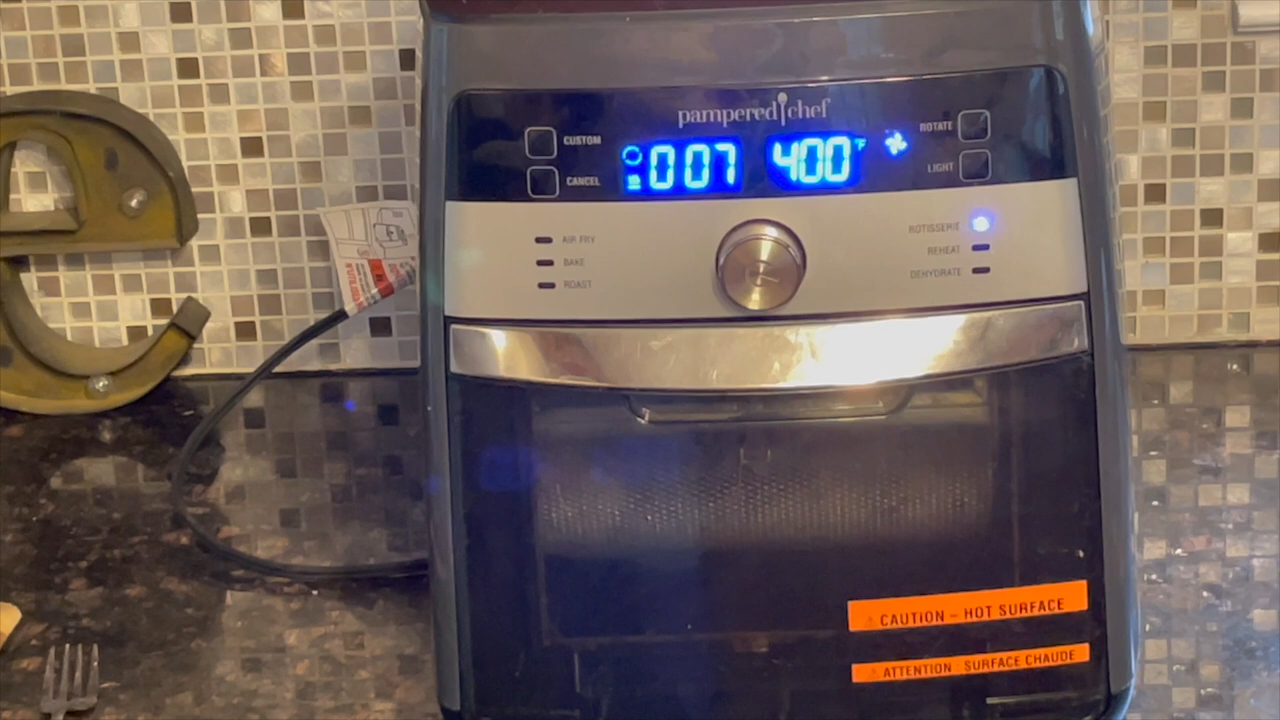 pampered chef
CUSTOM
CANCEL
007 400 °F
ROTATE
LIGHT
AIR FRY
BAKE
ROAST
ROTISSERIE
REHEAT
DEHYDRATE
CAUTION – HOT SURFACE
ATTENTION : SURFACE CHAUDE